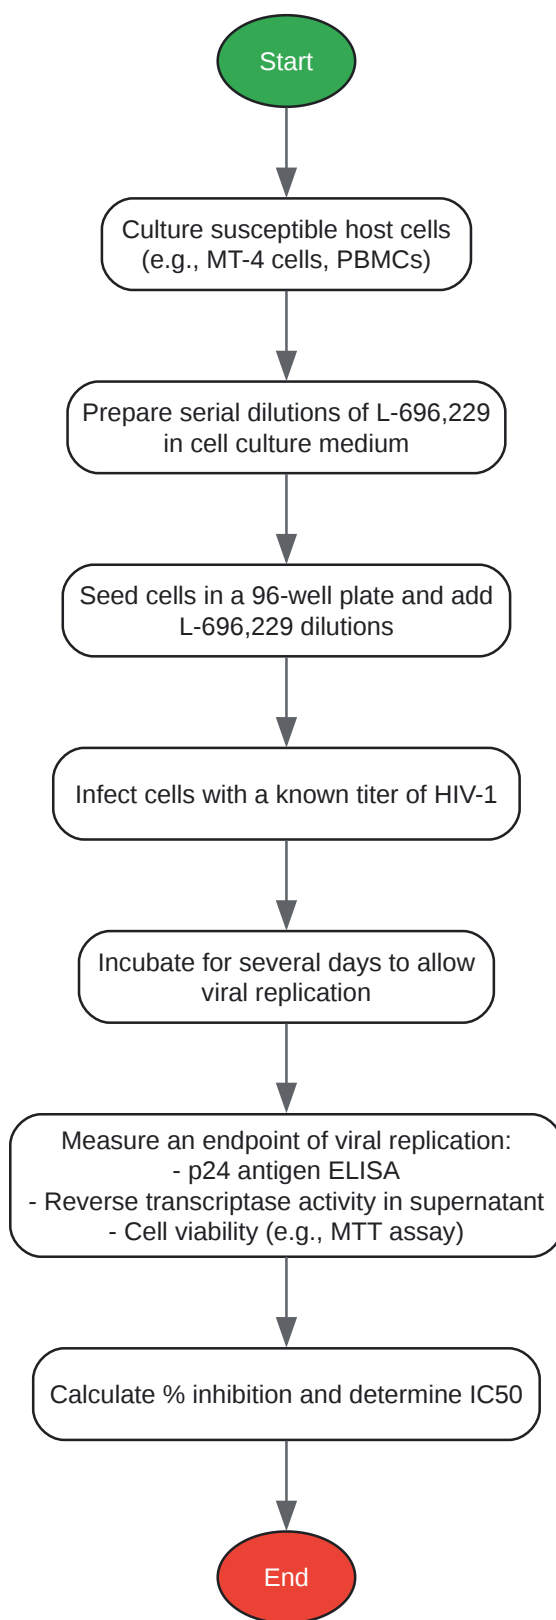 Start
Culture susceptible host cells
(e.g., MT-4 cells, PBMCs)
Prepare serial dilutions of L-696,229
in cell culture medium
Seed cells in a 96-well plate and add
L-696,229 dilutions
Infect cells with a known titer of HIV-1
Incubate for several days to allow
viral replication
Measure an endpoint of viral replication:
- p24 antigen ELISA
- Reverse transcriptase activity in supernatant
- Cell viability (e.g., MTT assay)
Calculate % inhibition and determine IC50
End